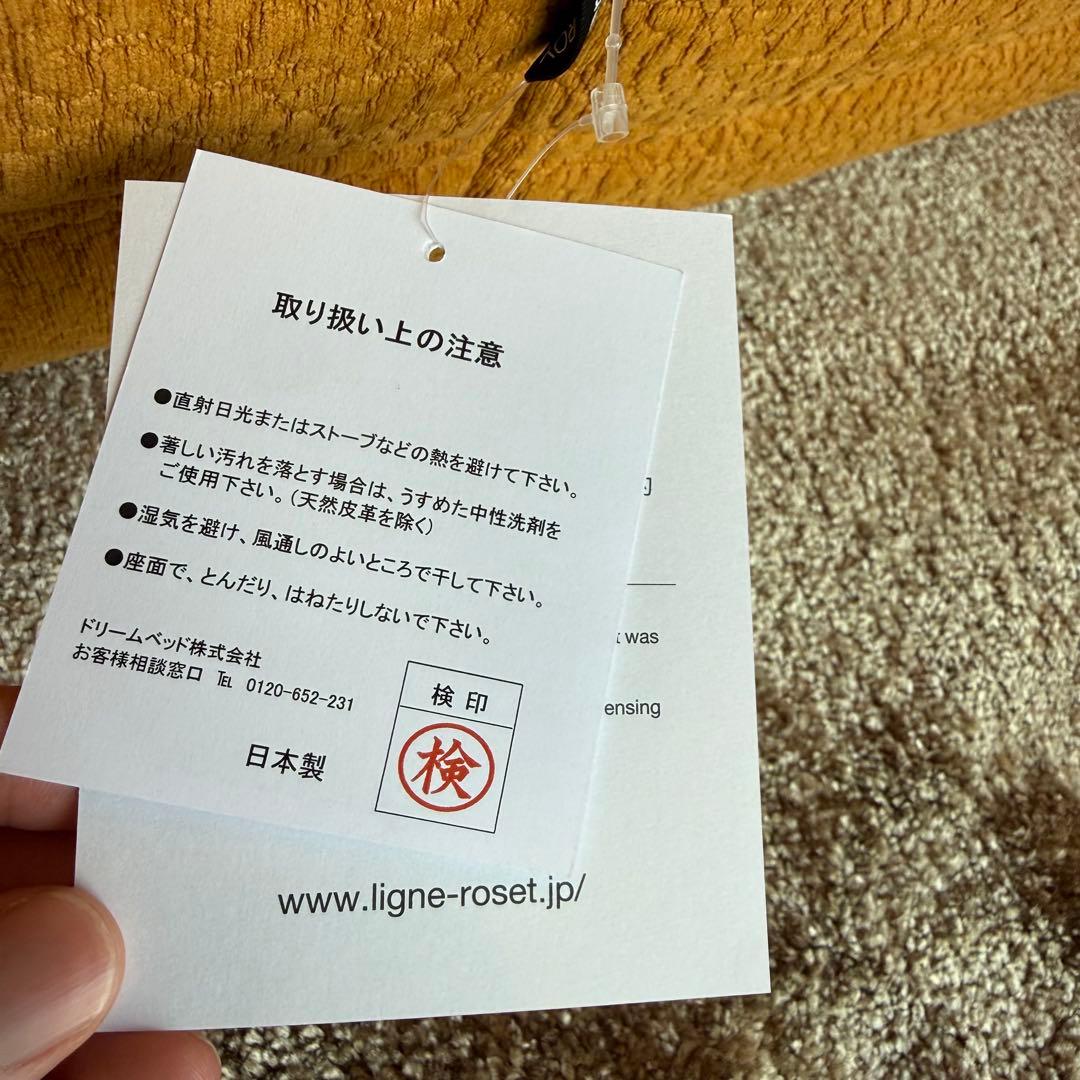 取り扱い上の注意
●直射日光またはストーブなどの熱を避けて下さい。
●著しい汚れを落とす場合は、うすめた中性洗剤を
ご使用下さい。(天然皮革を除く)
●湿気を避け、風通しのよいところで干して下さい。
●座面で、とんだり、はねたりしないで下さい。
ドリームベッド株式会社
お客様相談窓口 ℡ 0120-652-231
検印
検
日本製
was
ensing
www.ligne-roset.jp/